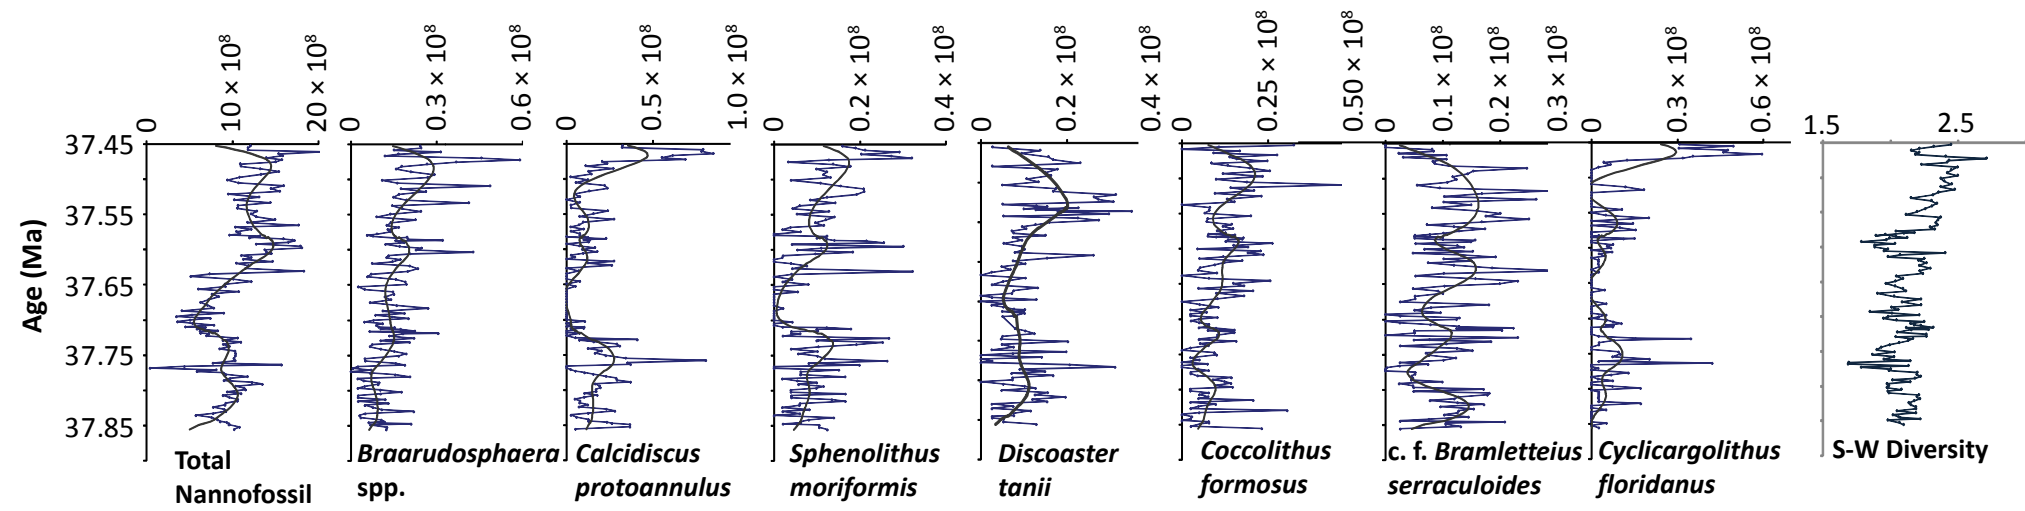 0
10 × 10⁸
20 × 10⁸
0
0.3 × 10⁸
0.6 × 10⁸
0
0.5 × 10⁸
1.0 × 10⁸
0
0.2 × 10⁸
0.4 × 10⁸
0
0.2 × 10⁸
0.4 × 10⁸
0
0.25 × 10⁸
0.50 × 10⁸
0
0.1 × 10⁸
0.2 × 10⁸
0.3 × 10⁸
0
0.3 × 10⁸
0.6 × 10⁸
1.5
2.5
Age (Ma)
37.45
37.55
37.65
37.75
37.85
Total
Nannofossil
Braarudosphaera
spp.
Calcidiscus
protoannulus
Sphenolithus
moriformis
Discoaster
tanii
Coccolithus
formosus
c. f. Bramletteius
serraculoides
Cyclicargolithus
floridanus
S-W Diversity